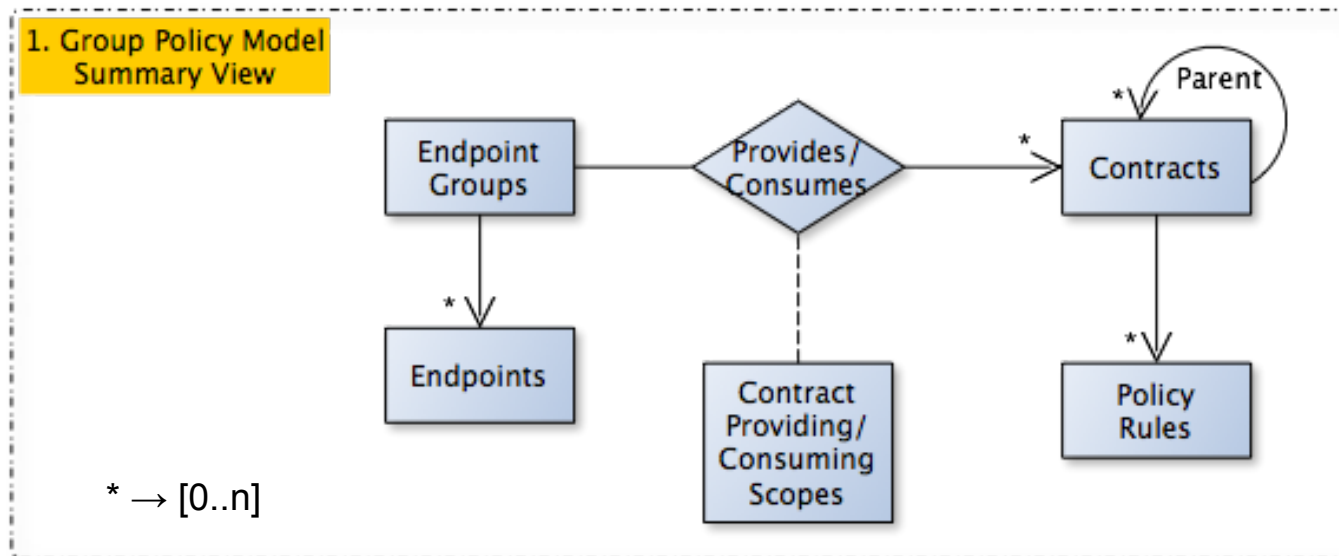 1. Group Policy Model
Summary View
Parent
*
Endpoint
Groups
Provides/
Consumes
*
Contracts
*
Endpoints
*
Contract
Providing/
Consuming
Scopes
Policy
Rules
* → [0..n]